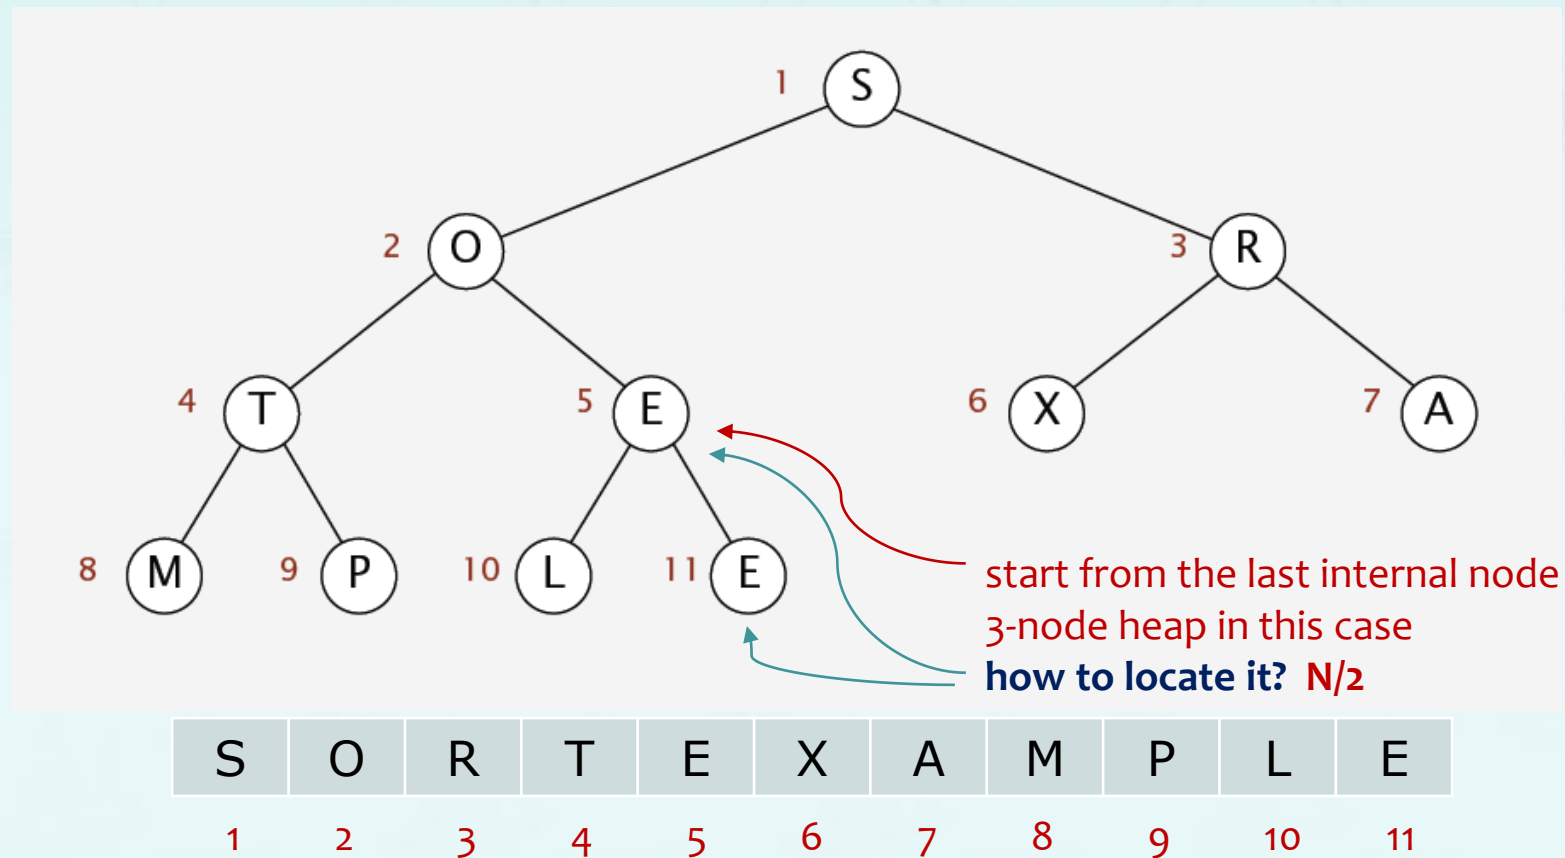 1 S
2 O 3 R
4 T 5 E 6 X 7 A
8 M 9 P 10 L 11 E
start from the last internal node
3-node heap in this case
how to locate it? N/2
S O R T E X A M P L E
1 2 3 4 5 6 7 8 9 10 11